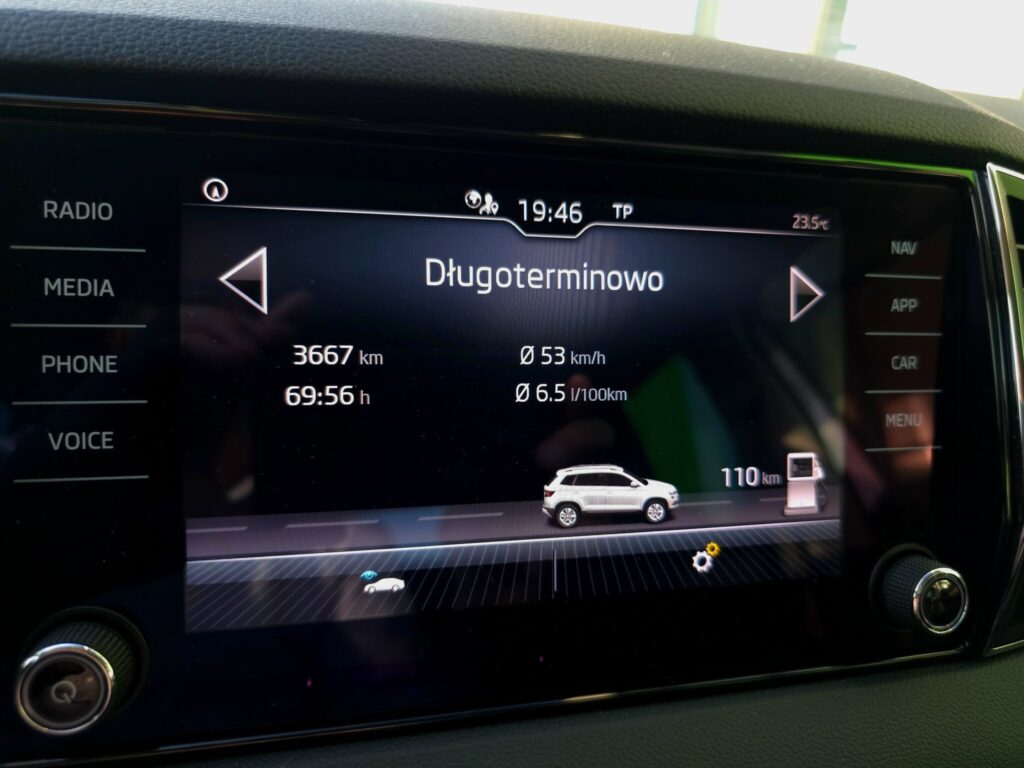 RADIO
MEDIA
PHONE
VOICE
19:46 TP
23.5°C
Długoterminowo
3667 km
69:56 h
Ø 53 km/h
Ø 6.5 l/100km
110 km
NAV
APP
CAR
MENU